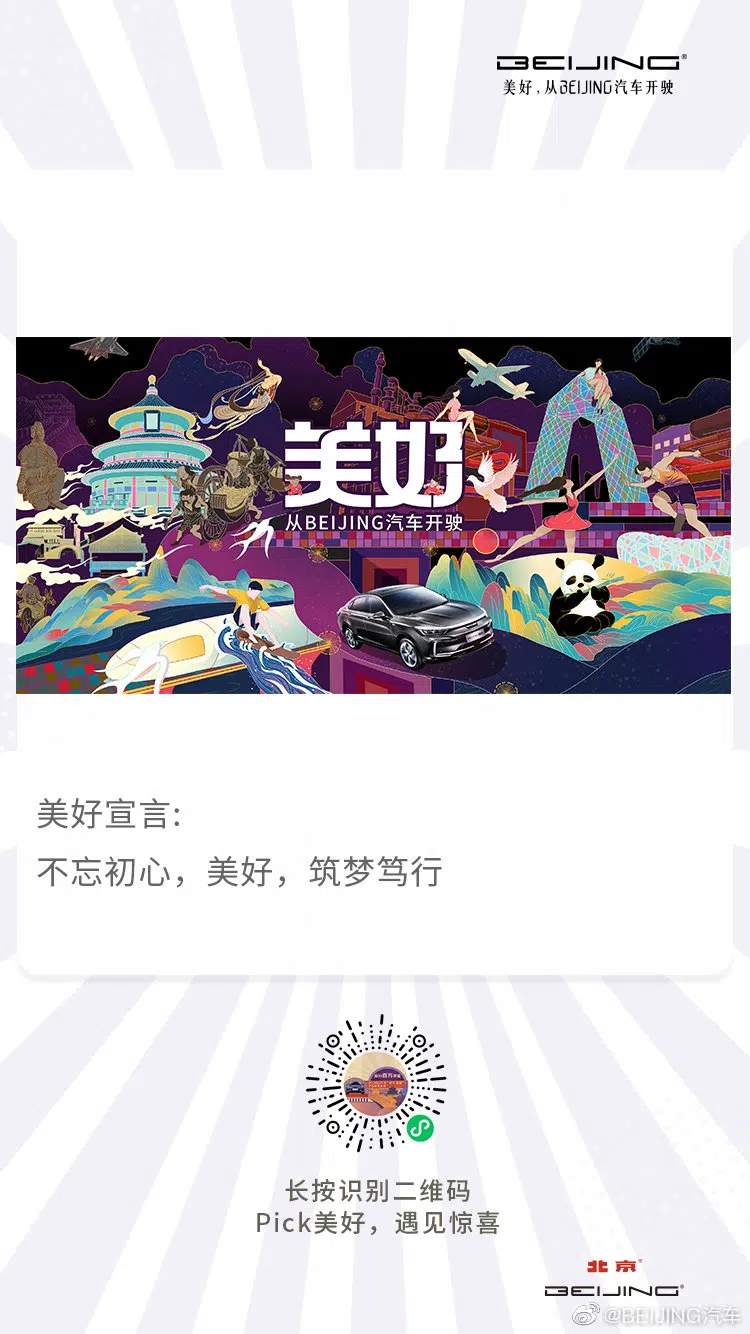 BEIJING®
美好,从BEIJING汽车开驶
美好
从BEIJING汽车开驶
美好宣言:
不忘初心，美好，筑梦笃行
长按识别二维码
Pick美好，遇见惊喜
北京®
BEIJING®
@BEIJING汽车